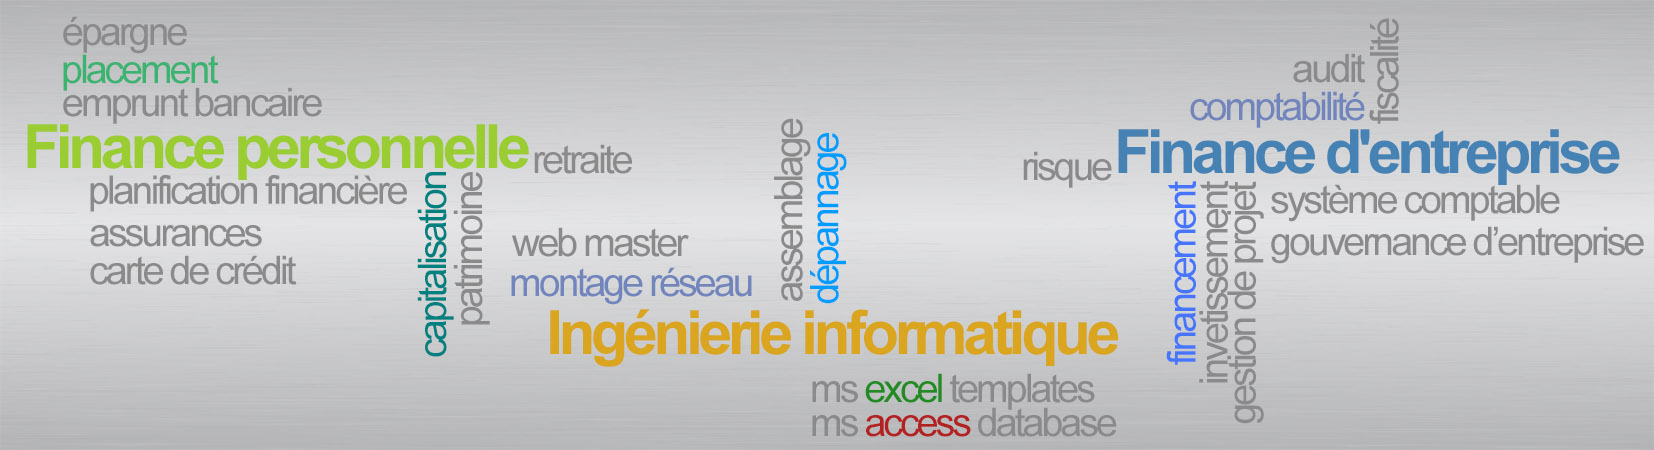 épargne
placement
emprunt bancaire
Finance personnelle
retraite
planification financière
assurances
carte de crédit
capitalisation
patrimoine
web master
montage réseau
assemblage
dépannage
Ingénierie informatique
ms excel templates
ms access database
audit
fiscalité
comptabilité
risque
Finance d'entreprise
financement
invetissement
gestion de projet
système comptable
gouvernance d’entreprise